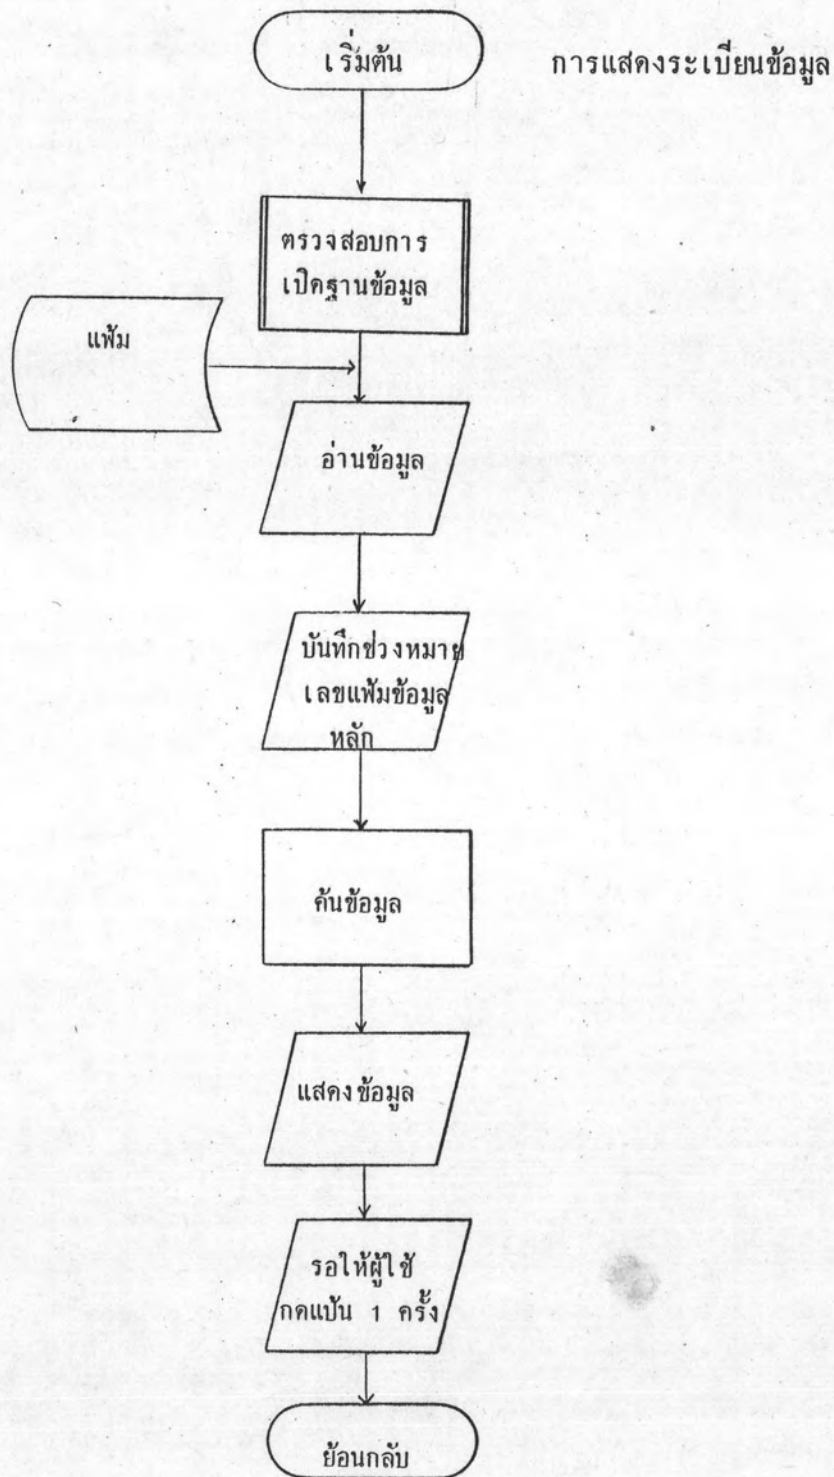 เริ่มต้น
การแสดงระเบียนข้อมูล
ตรวจสอบการ
เปิดฐานข้อมูล
แฟ้ม
อ่านข้อมูล
บันทึกช่วงหมาย
เลขแฟ้มข้อมูล
หลัก
ค้นข้อมูล
แสดงข้อมูล
รอให้ผู้ใช้
กดแป้น 1 ครั้ง
ย้อนกลับ